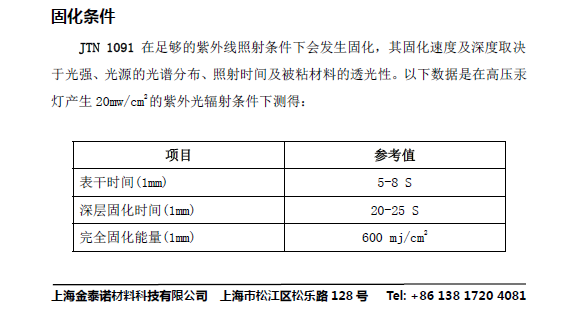 固化条件
JTN 1091 在足够的紫外线照射条件下会发生固化，其固化速度及深度取决
于光强、光源的光谱分布、照射时间及被粘材料的透光性。以下数据是在高压汞
灯产生 20mw/cm²的紫外光辐射条件下测得：
项目 参考值
表干时间(1mm) 5-8 S
深层固化时间(1mm) 20-25 S
完全固化能量(1mm) 600 mj/cm²
上海金泰诺材料科技有限公司 上海市松江区松乐路 128 号 Tel: +86 138 1720 4081